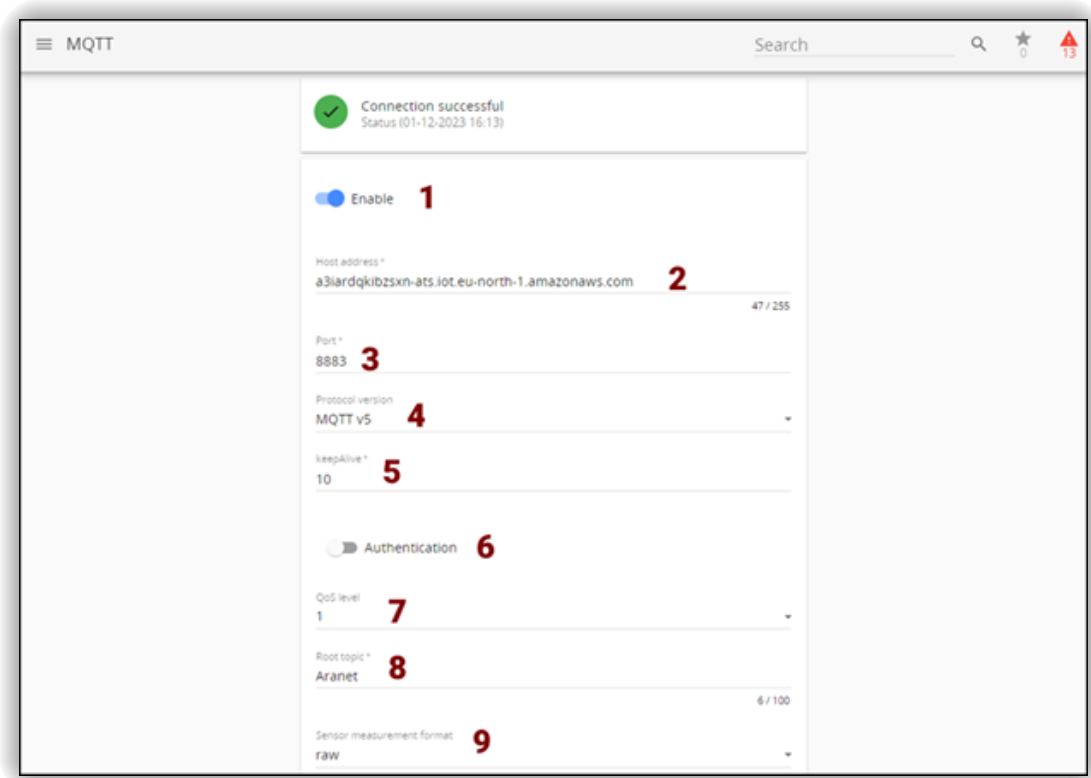 MQTT
Search
0
13
Connection successful
Status (01-12-2023 16:13)
Enable 1
Host address *
a3iardqkibzsxn-ats.iot.eu-north-1.amazonaws.com 2
47 / 255
Port *
8883 3
Protocol version
MQTT v5 4
keepAlive *
10 5
Authentication 6
QoS level
1 7
Root topic *
Aranet 8
6 / 100
Sensor measurement format
raw 9